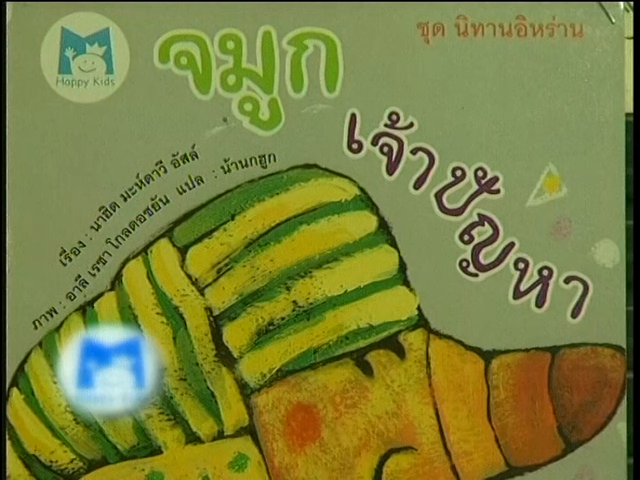 Happy Kids
ชุด นิทานอิหร่าน
จมูก
เจ้าปัญหา
เรื่อง : นาฮิด มะห์ดาวี อัสล์
ภาพ : อาลี เรซา โกลดอซยัน แปล : น้านกฮูก